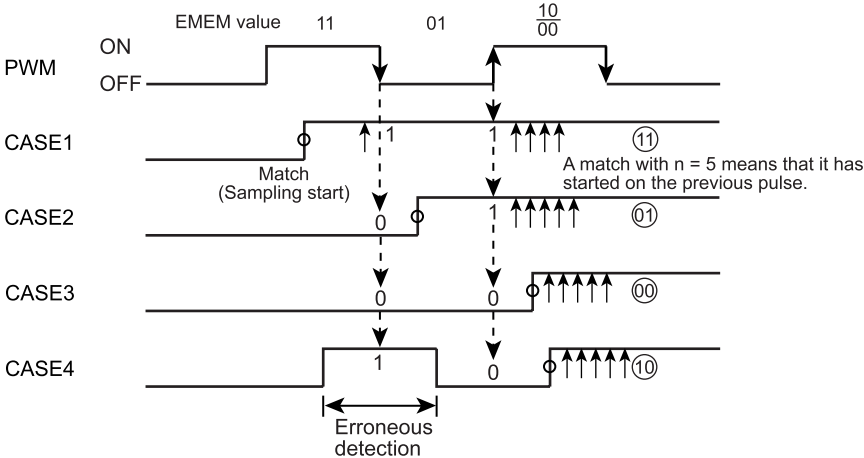 EMEM value 11 01 10
00
ON
PWM
OFF
CASE1 1 1 11
Match
(Sampling start)
A match with n = 5 means that it has
started on the previous pulse.
CASE2 0 1 01
CASE3 0 0 00
CASE4 1 0 10
Erroneous
detection